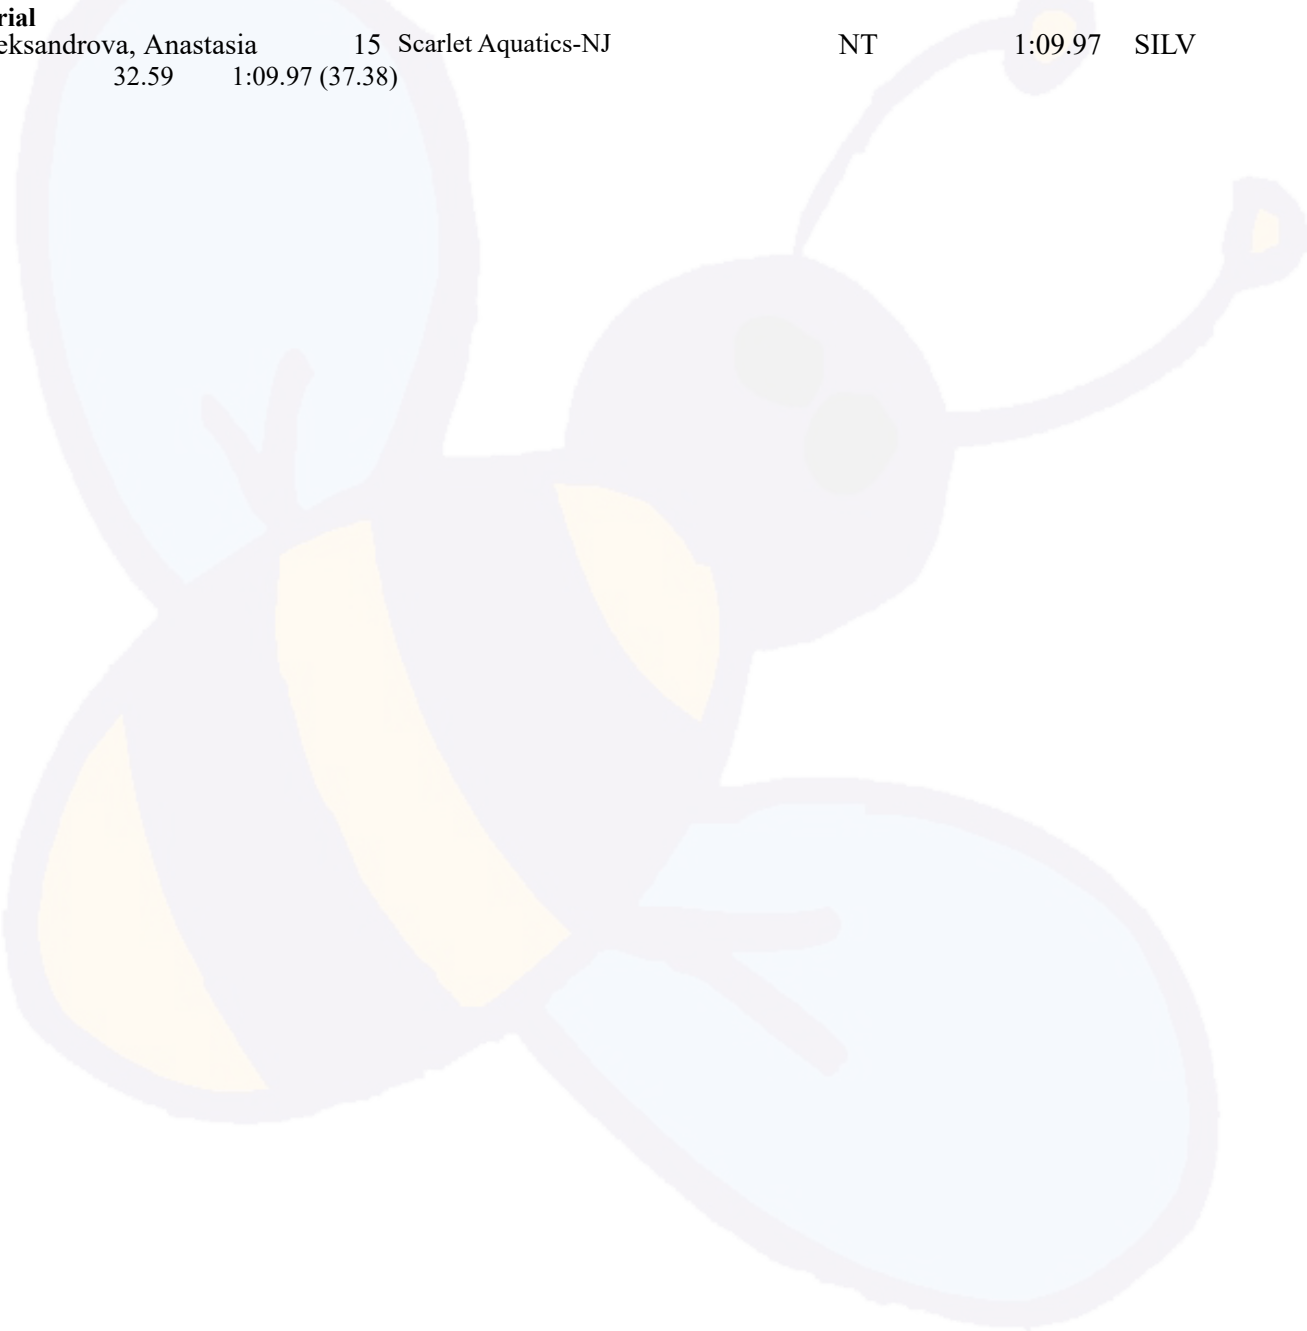 rial
eksandrova, Anastasia 15 Scarlet Aquatics-NJ NT 1:09.97 SILV
32.59 1:09.97 (37.38)